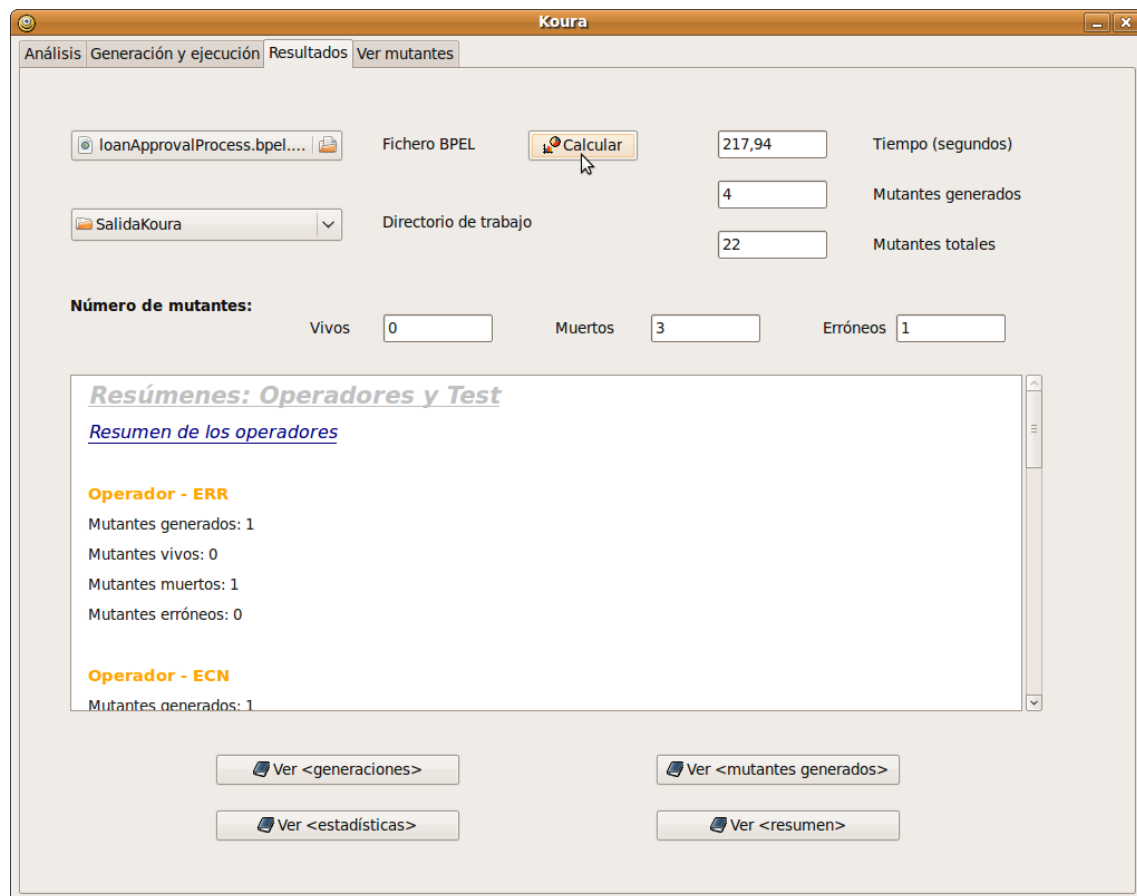 Koura
Análisis Generación y ejecución Resultados Ver mutantes
loanApprovalProcess.bpel.... Fichero BPEL Calcular 217,94 Tiempo (segundos)
4 Mutantes generados
SalidaKoura Directorio de trabajo
22 Mutantes totales
Número de mutantes:
Vivos 0 Muertos 3 Erróneos 1
Resúmenes: Operadores y Test
Resumen de los operadores
Operador - ERR
Mutantes generados: 1
Mutantes vivos: 0
Mutantes muertos: 1
Mutantes erróneos: 0
Operador - ECN
Mutantes generados: 1
Ver <generaciones> Ver <mutantes generados>
Ver <estadísticas> Ver <resumen>